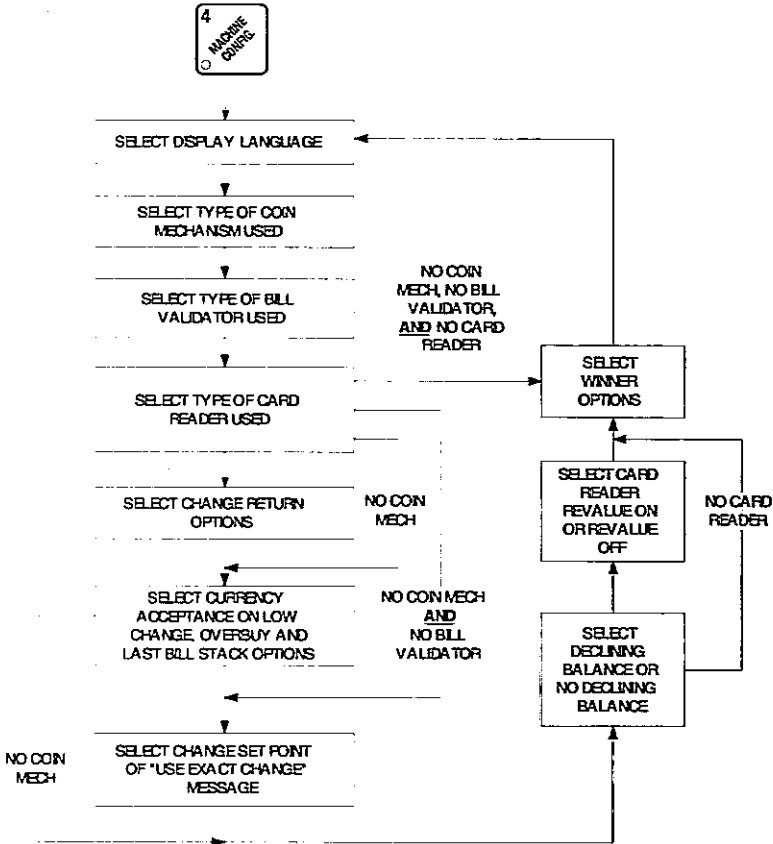 4
MACHINE
CONFIG.
SELECT DISPLAY LANGUAGE
SELECT TYPE OF COIN
MECHANISM USED
SELECT TYPE OF BILL
VALIDATOR USED
NO COIN
MECH, NO BILL
VALIDATOR,
AND NO CARD
READER
SELECT TYPE OF CARD
READER USED
SELECT
WINNER
OPTIONS
SELECT CHANGE RETURN
OPTIONS
NO COIN
MECH
SELECT CARD
READER
REVALUE ON
OR REVALUE
OFF
NO CARD
READER
SELECT CURRENCY
ACCEPTANCE ON LOW
CHANGE, OVERBUY AND
LAST BILL STACK OPTIONS
NO COIN MECH
AND
NO BILL
VALIDATOR
SELECT
DECLINING
BALANCE OR
NO DECLINING
BALANCE
NO COIN
MECH
SELECT CHANGE SET POINT
OF "USE EXACT CHANGE"
MESSAGE